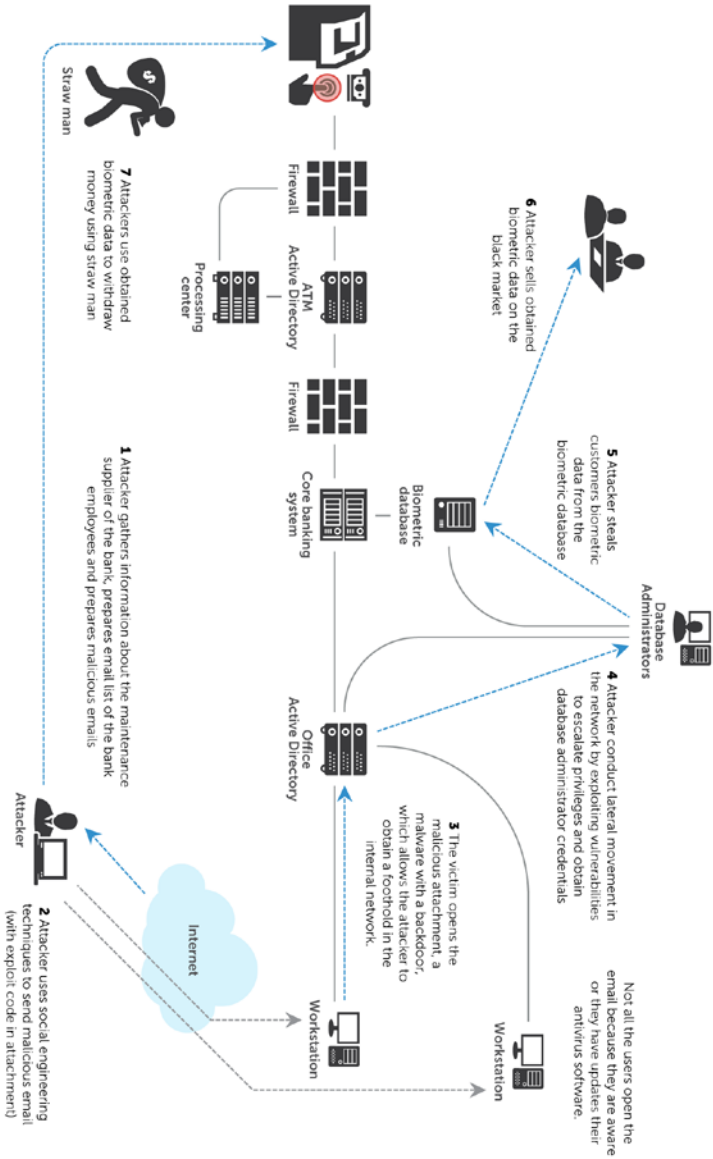 Straw man
7 Attackers use obtained
biometric data to withdraw
money using straw man
Firewall
ATM
Active Directory
Processing
center
Firewall
6 Attacker sells obtained
biometric data on the
black market
5 Attacker steals
customers biometric
data from the
biometric database
Biometric
database
Core banking
system
1 Attacker gathers information about the maintenance
supplier of the bank, prepares email list of the bank
employees and prepares malicious emails
Database
Administrators
4 Attacker conduct lateral movement in
the network by exploiting vulnerabilities
to escalate privileges and obtain
database administrator credentials
Office
Active Directory
3 The victim opens the
malicious attachment, a
malware with a backdoor,
which allows the attacker to
obtain a foothold in the
internal network.
Attacker
Internet
2 Attacker uses social engineering
techniques to send malicious email
(with exploit code in attachment)
Workstation
Workstation
Not all the users open the
email because they are aware
or they have updates their
antivirus software.